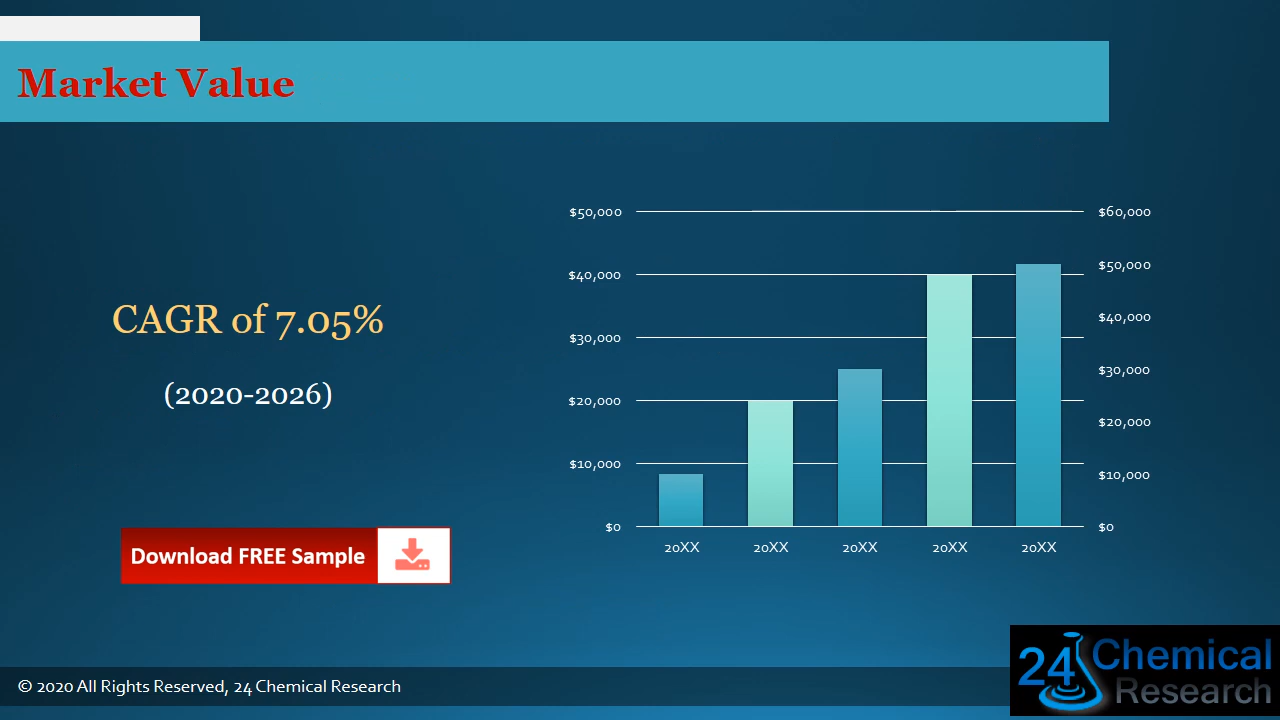 Market Value
CAGR of 7.05%
(2020-2026)
Download FREE Sample
$50,000
$40,000
$30,000
$20,000
$10,000
$0
$60,000
$50,000
$40,000
$30,000
$20,000
$10,000
$0
20XX 20XX 20XX 20XX 20XX
© 2020 All Rights Reserved, 24 Chemical Research
24 Chemical
Research